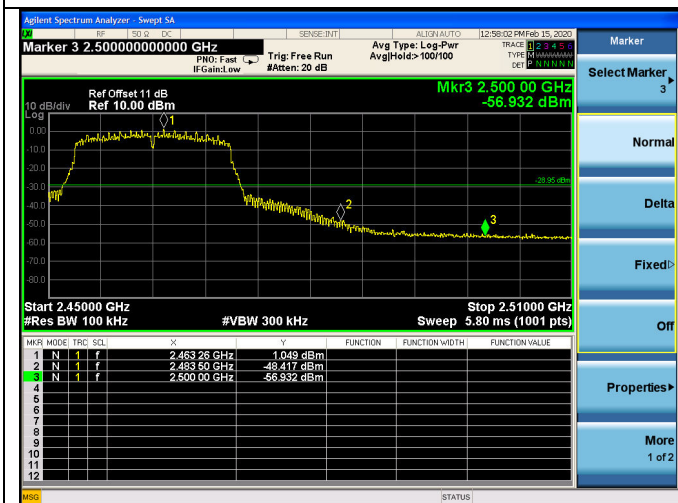 Agilent Spectrum Analyzer - Swept SA
LXI RF 50 Ω DC SENSE:INT ALIGN AUTO 12:58:02 PM Feb 15, 2020
Marker 3 2.500000000000 GHz
PNO: Fast
IFGain:Low
Trig: Free Run
#Atten: 20 dB
Avg Type: Log-Pwr
Avg|Hold:>100/100
TRACE 1 2 3 4 5 6
TYPE M
DET P N N N N N
Mkr3 2.500 00 GHz
-56.932 dBm
Ref Offset 11 dB
Ref 10.00 dBm
10 dB/div
Log
0.00
-10.0
-20.0
-30.0
-40.0
-50.0
-60.0
-70.0
-80.0
1
2
3
-28.95 dBm
Start 2.45000 GHz Stop 2.51000 GHz
#Res BW 100 kHz #VBW 300 kHz Sweep 5.80 ms (1001 pts)
MKR MODE TRC SCL X Y FUNCTION FUNCTION WIDTH FUNCTION VALUE
1 N 1 f 2.463 26 GHz 1.049 dBm
2 N 1 f 2.483 50 GHz -48.417 dBm
3 N 1 f 2.500 00 GHz -56.932 dBm
4
5
6
7
8
9
10
11
12
MSG STATUS
Marker
Select Marker
3
Normal
Delta
Fixed
Off
Properties
More
1 of 2